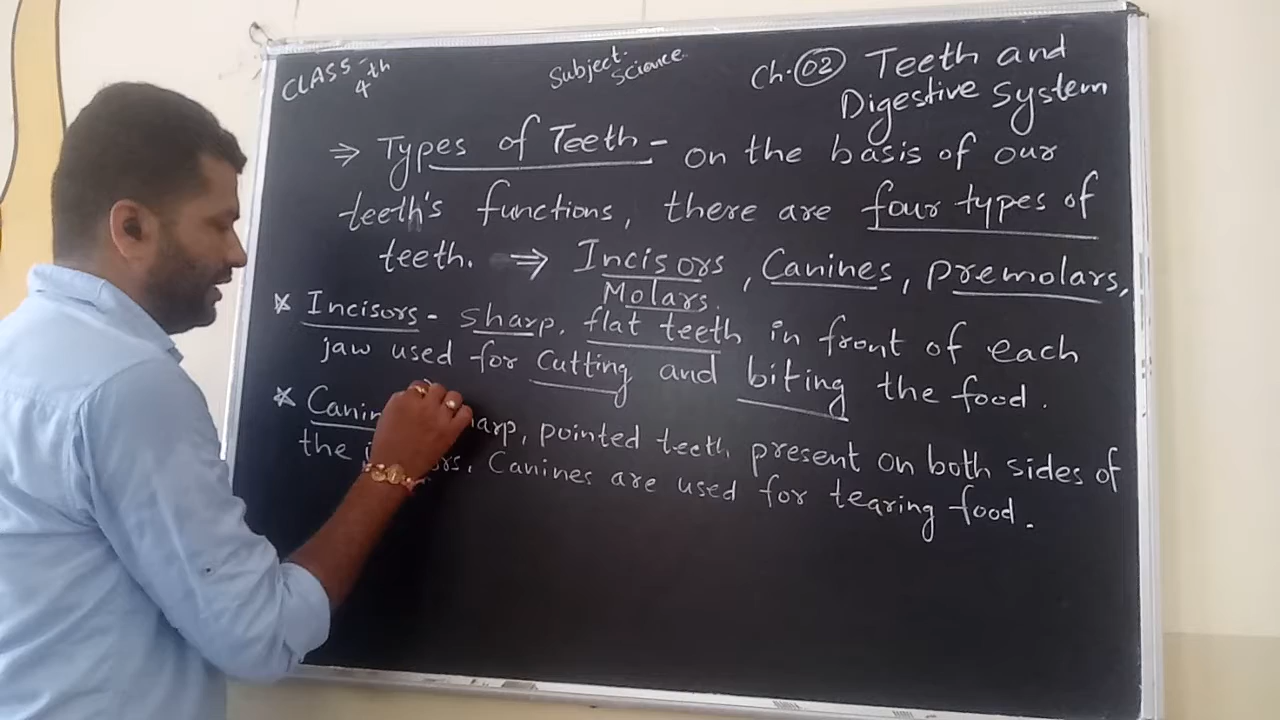 CLASS - 4th
Subject: Science
Ch. 02 Teeth and
Digestive System
⇒ Types of Teeth - on the basis of our
teeth's functions, there are four types of
teeth. ⇒ Incisors, Canines, premolars,
Molars.
* Incisors - sharp, flat teeth in front of each
jaw used for Cutting and biting the food.
* pointed teeth present on both sides of
the Canines are used for tearing food.